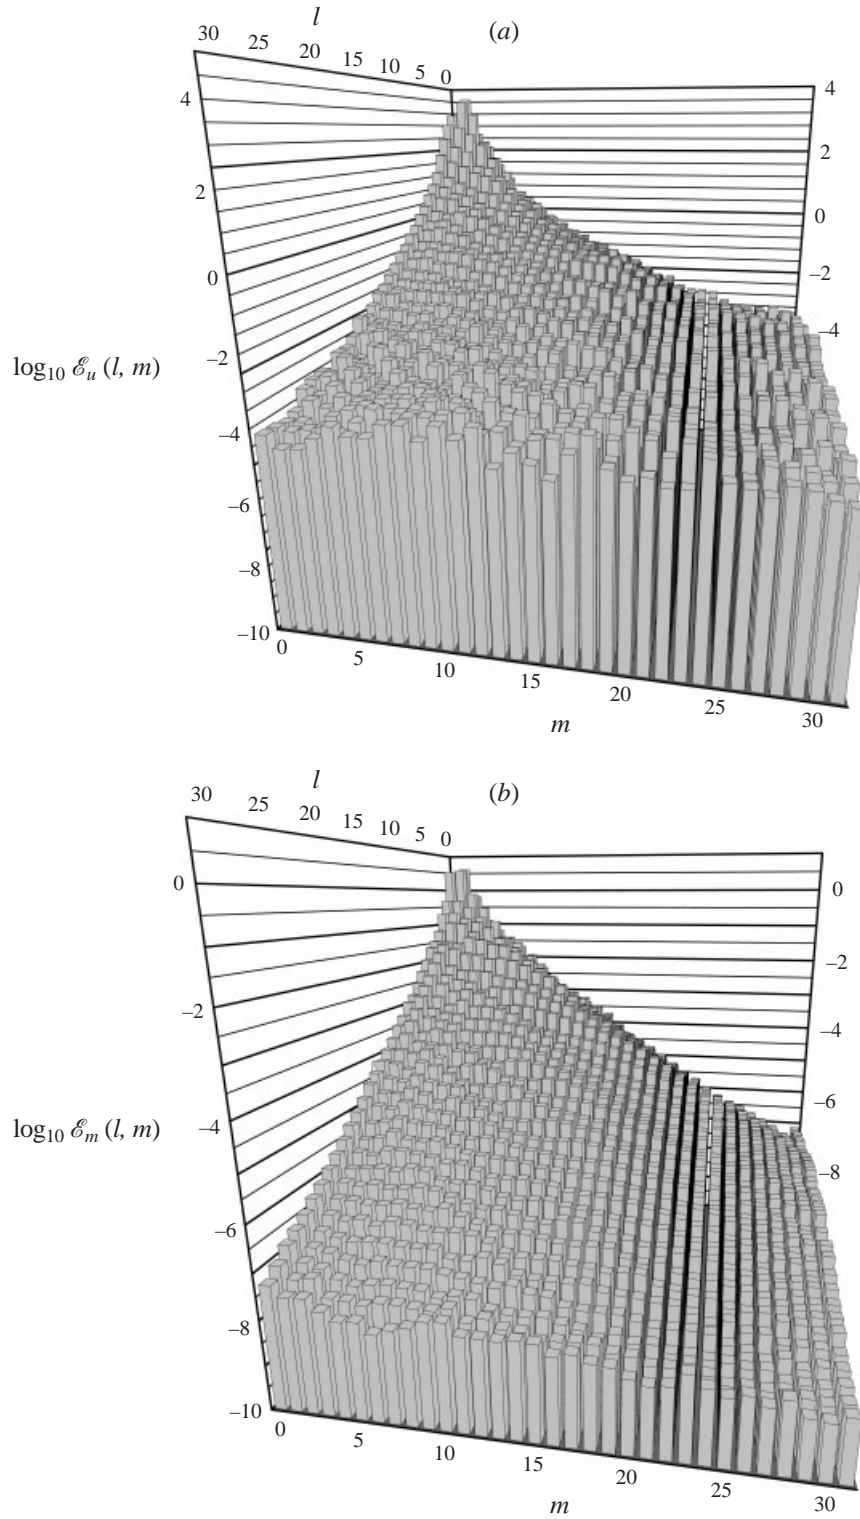 (a)
l
30 25 20 15 10 5 0
4 2 0 –2 –4 –6 –8 –10
4 2 0 –2 –4
log10 ℰu (l, m)
0 5 10 15 20 25 30
m
(b)
l
30 25 20 15 10 5 0
0 –2 –4 –6 –8 –10
0 –2 –4 –6 –8
log10 ℰm (l, m)
0 5 10 15 20 25 30
m